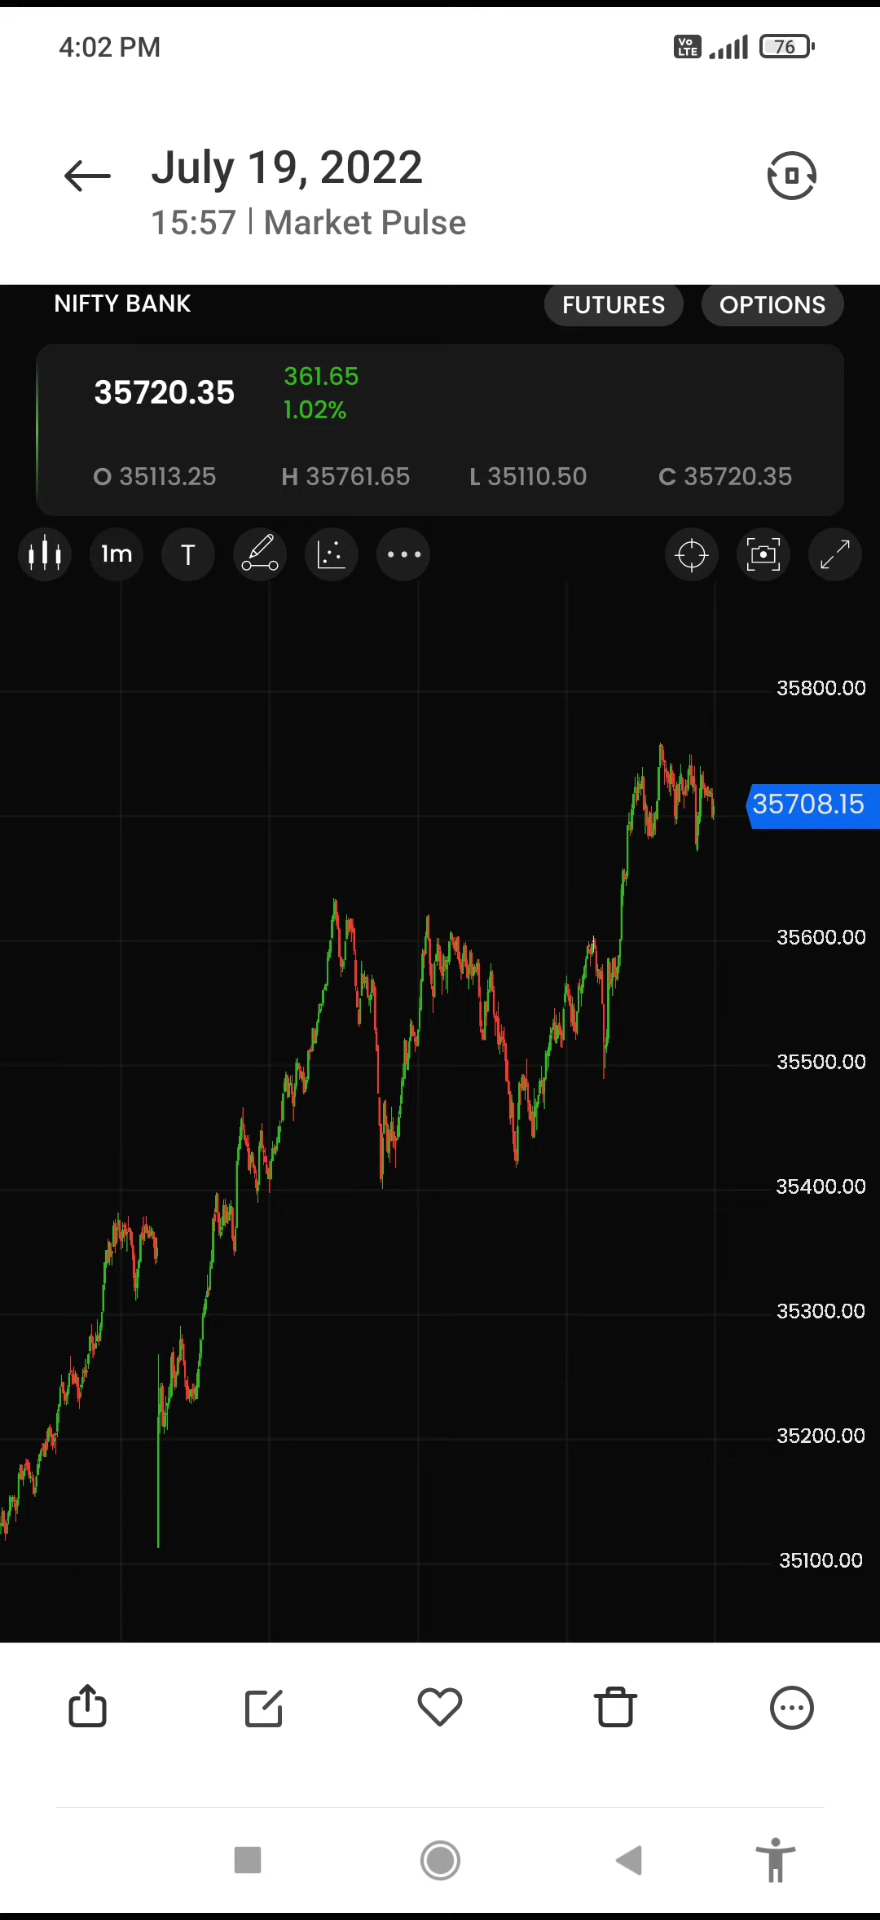 4:02 PM
Vo LTE
76
July 19, 2022
15:57 | Market Pulse
NIFTY BANK
FUTURES
OPTIONS
35720.35
361.65
1.02%
O 35113.25
H 35761.65
L 35110.50
C 35720.35
1m
T
35800.00
35708.15
35600.00
35500.00
35400.00
35300.00
35200.00
35100.00